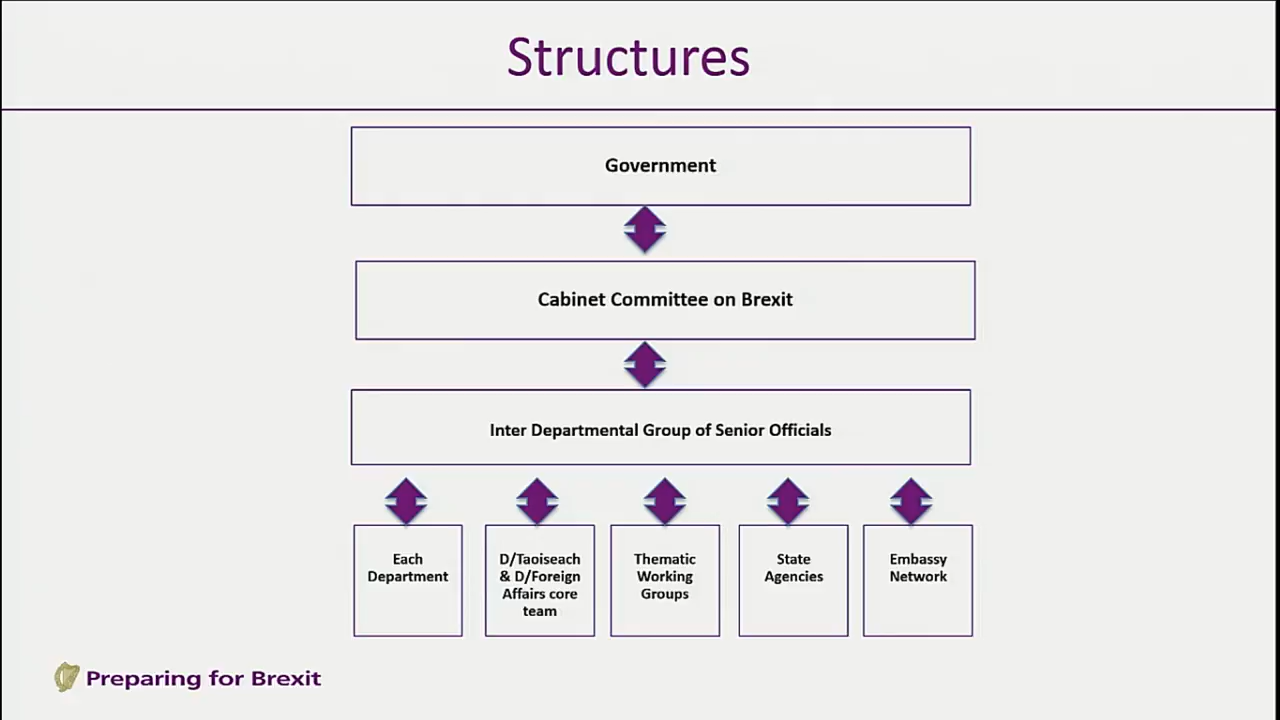 Structures
Government
Cabinet Committee on Brexit
Inter Departmental Group of Senior Officials
Each
Department
D/Taoiseach
& D/Foreign
Affairs core
team
Thematic
Working
Groups
State
Agencies
Embassy
Network
Preparing for Brexit